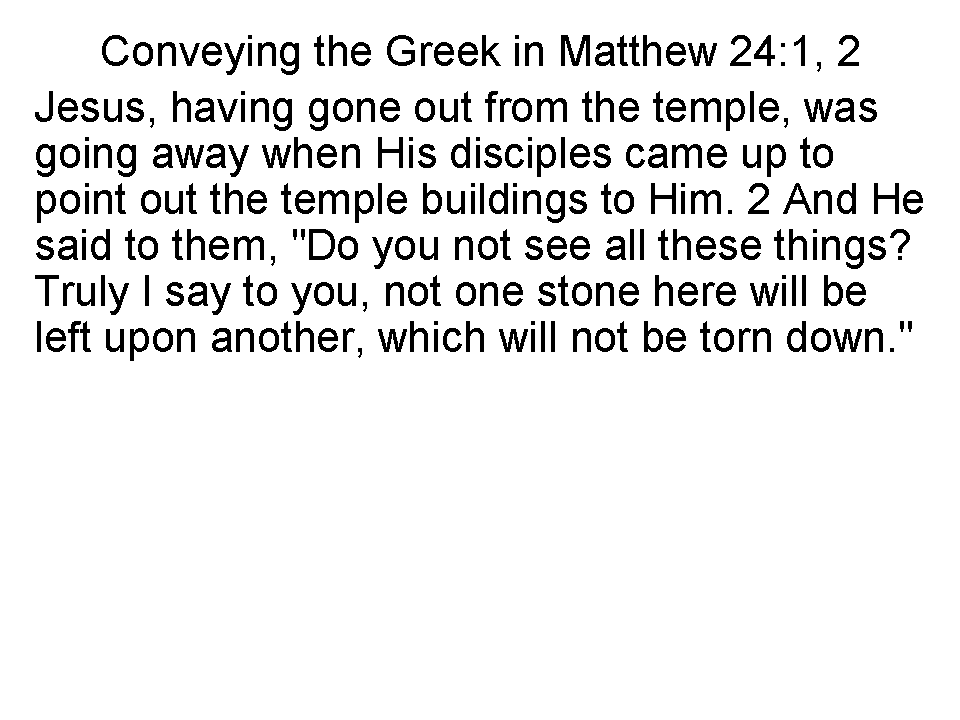 Conveying the Greek in Matthew 24:1, 2
Jesus, having gone out from the temple, was
going away when His disciples came up to
point out the temple buildings to Him. 2 And He
said to them, "Do you not see all these things?
Truly I say to you, not one stone here will be
left upon another, which will not be torn down."